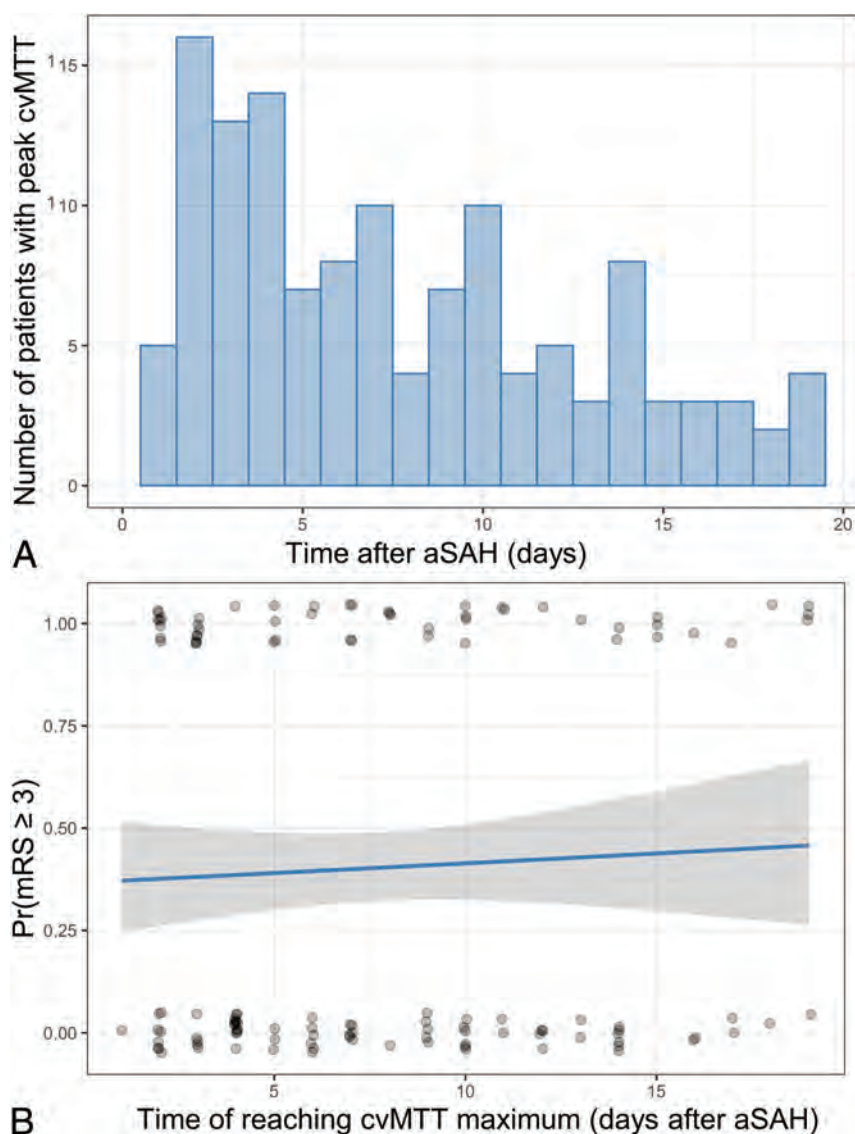 Number of patients with peak cvMTT
15
10
5
0
0 5 10 15 20
Time after aSAH (days)
A
Pr(mRS ≥ 3)
1.00
0.75
0.50
0.25
0.00
5 10 15
Time of reaching cvMTT maximum (days after aSAH)
B